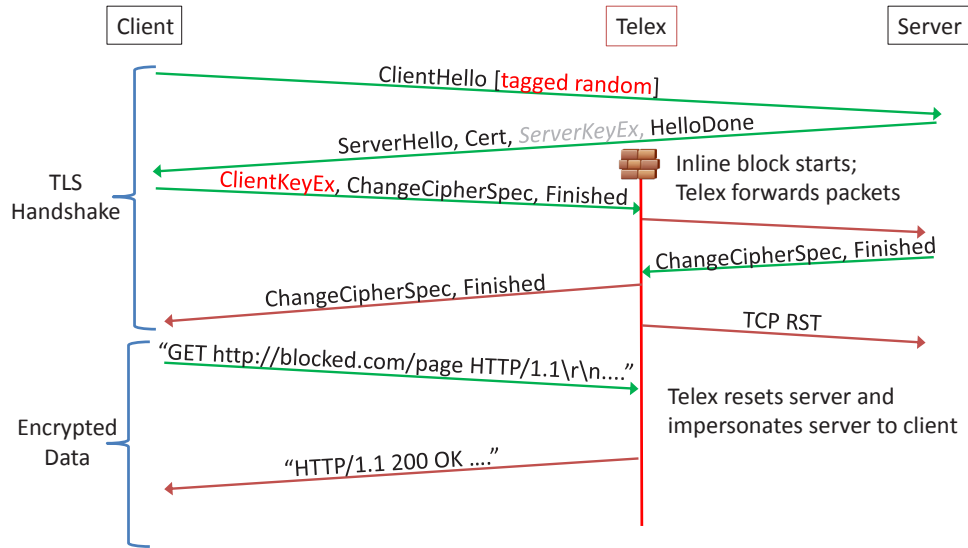 Client
Telex
Server
ClientHello [tagged random]
ServerHello, Cert, ServerKeyEx, HelloDone
Inline block starts;
Telex forwards packets
ClientKeyEx, ChangeCipherSpec, Finished
TLS
Handshake
ChangeCipherSpec, Finished
ChangeCipherSpec, Finished
TCP RST
“GET http://blocked.com/page HTTP/1.1\r\n....”
Telex resets server and
impersonates server to client
Encrypted
Data
“HTTP/1.1 200 OK ....”